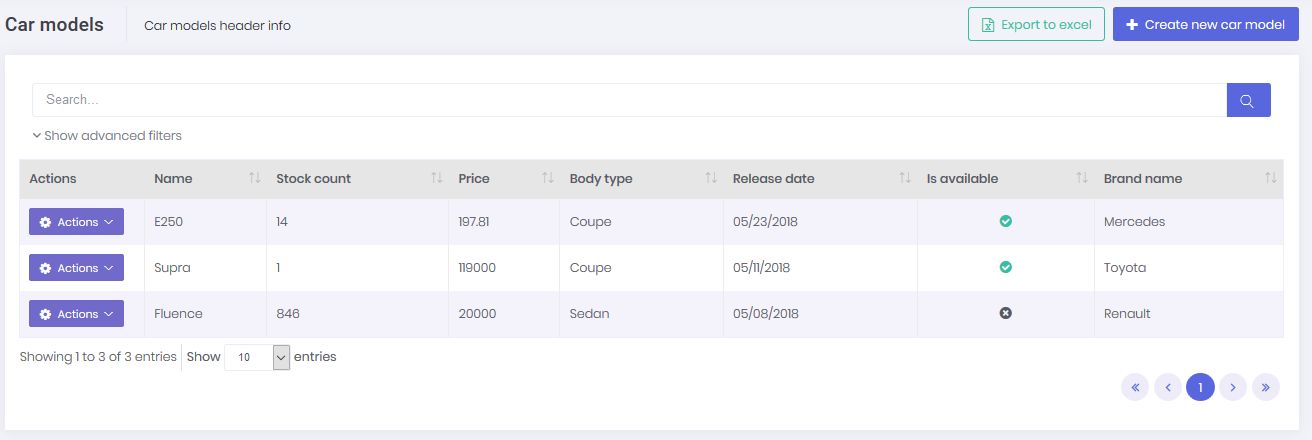 Car models Car models header info Export to excel Create new car model
Search...
Show advanced filters
Actions Name Stock count Price Body type Release date Is available Brand name
Actions E250 14 197.81 Coupe 05/23/2018 Mercedes
Actions Supra 1 119000 Coupe 05/11/2018 Toyota
Actions Fluence 846 20000 Sedan 05/08/2018 Renault
Showing 1 to 3 of 3 entries Show 10 entries
« ‹ 1 › »